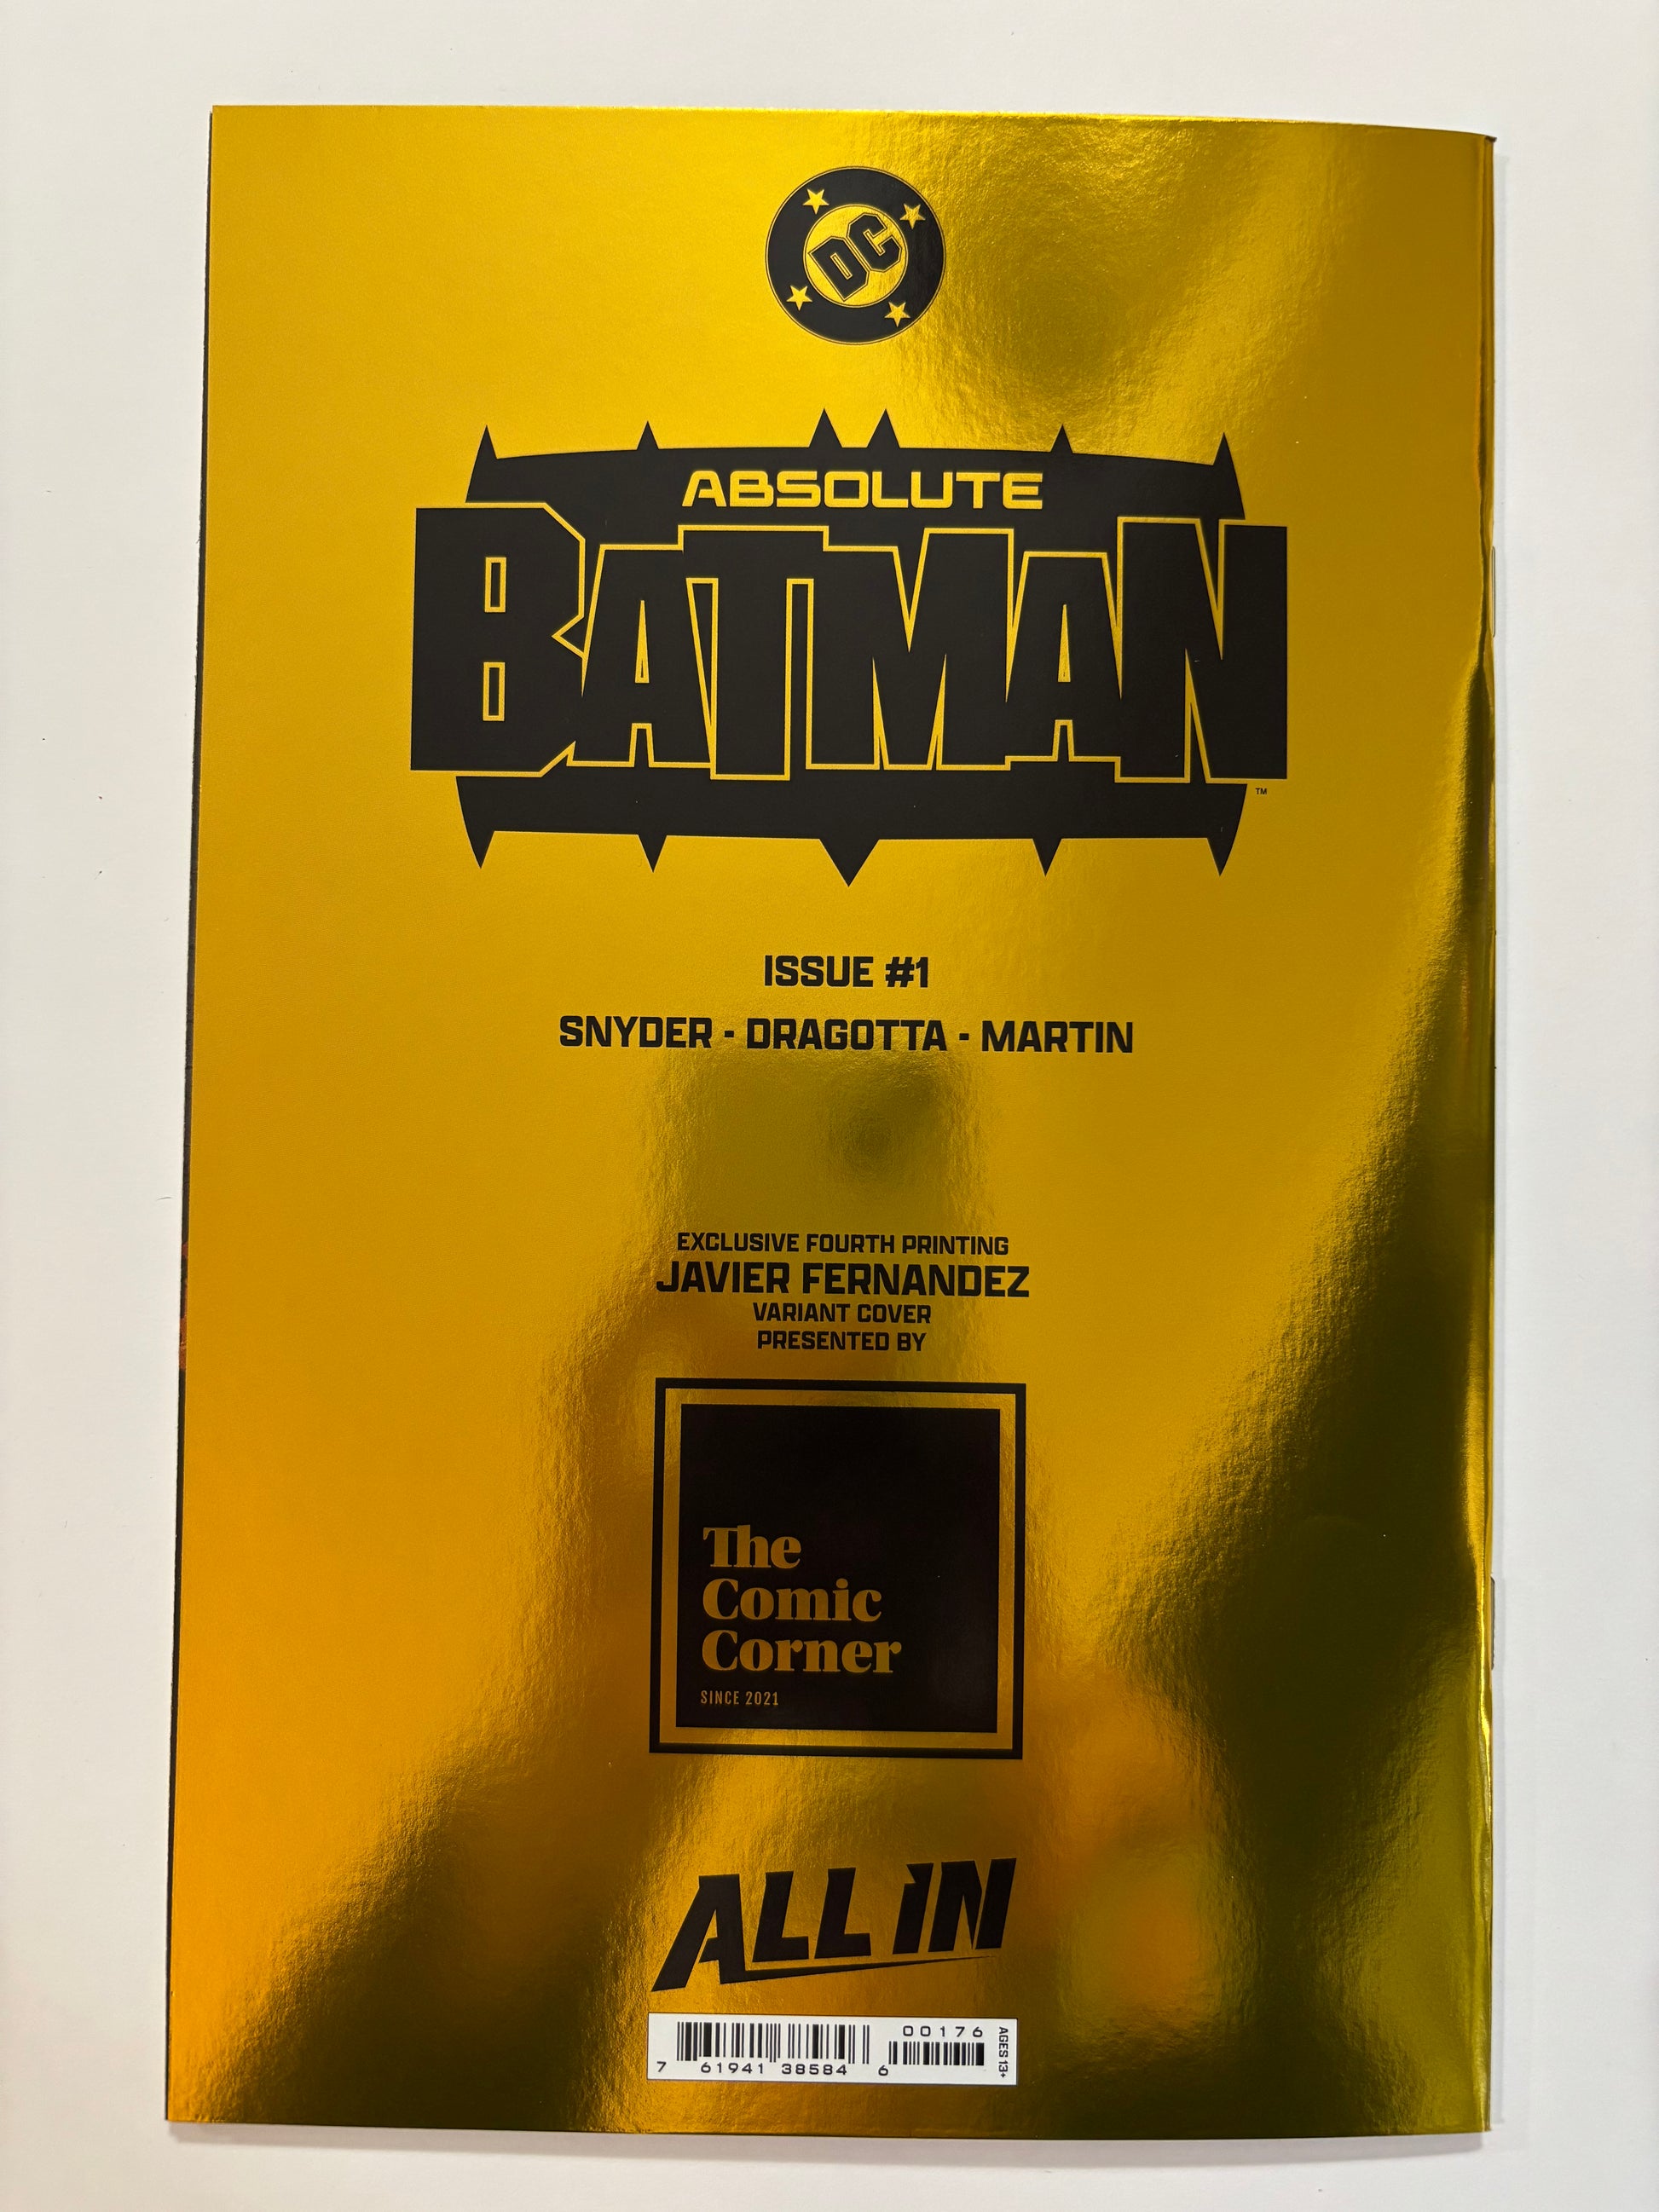 DC
ABSOLUTE
BATMAN
TM
ISSUE #1
SNYDER - DRAGOTTA - MARTIN
EXCLUSIVE FOURTH PRINTING
JAVIER FERNANDEZ
VARIANT COVER
PRESENTED BY
The
Comic
Corner
SINCE 2021
ALL IN
00176
7 61941 38584 6
AGES 13+